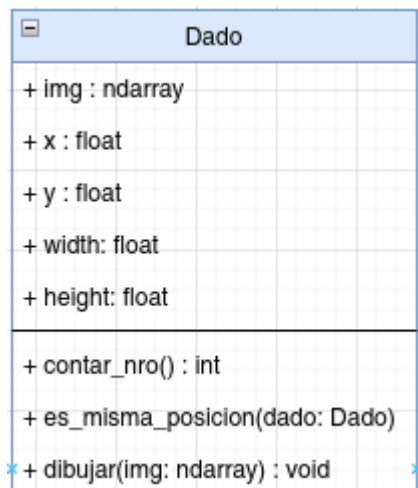 Dado
+ img : ndarray
+ x : float
+ y : float
+ width: float
+ height: float
+ contar_nro() : int
+ es_misma_posicion(dado: Dado)
+ dibujar(img: ndarray) : void